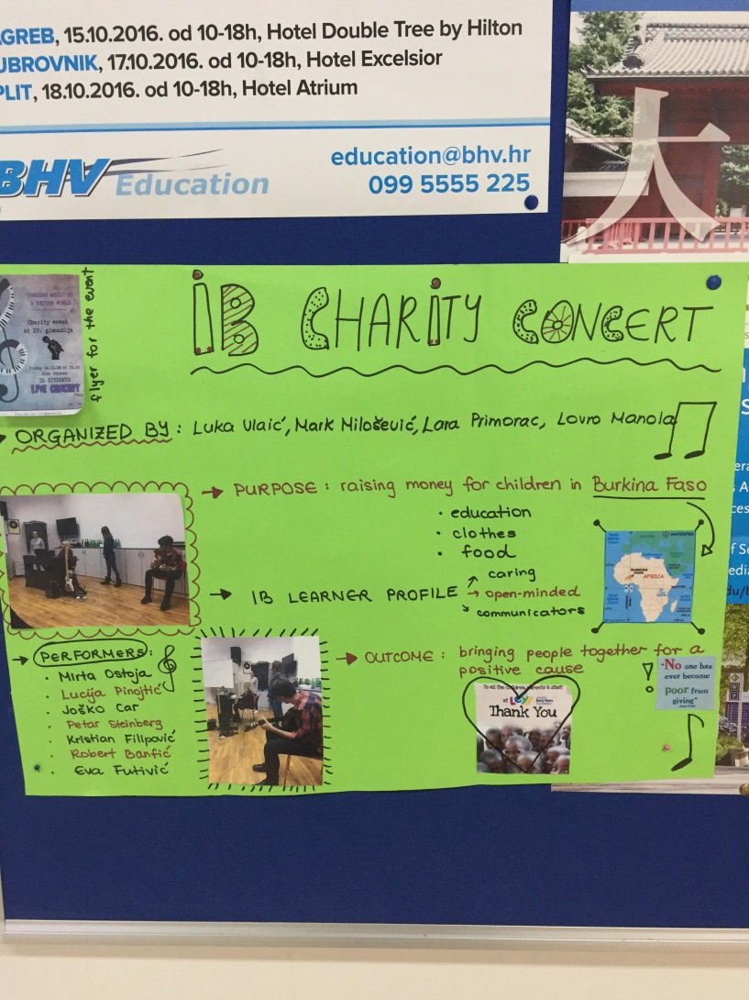 AGREB, 15.10.2016. od 10-18h, Hotel Double Tree by Hilton
UBROVNIK, 17.10.2016. od 10-18h, Hotel Excelsior
PLIT, 18.10.2016. od 10-18h, Hotel Atrium
BHV Education
education@bhv.hr
099 5555 225
大
Charity event
at IV. gimnazija
IB STUDENTS
LIVE CONCERT
flyer for the event
IB CHARITY CONCERT
ORGANIZED BY: Luka Vlaić, Mark Milošević, Lara Primorac, Lovro Manola
→ PURPOSE: raising money for children in Burkina Faso
• education
• clothes
• food
→ IB LEARNER PROFILE
↗ caring
→ open-minded
↘ communicators
AFRICA
→ PERFORMERS:
• Mirta Ostoja
• Lucija Pinojtić
• Joško Car
• Petar Steinberg
• Kristian Filipović
• Robert Banfić
• Eva Futivić
→ OUTCOME: bringing people together for a
positive cause
Thank You
!
"No one has
ever become
poor from
giving"